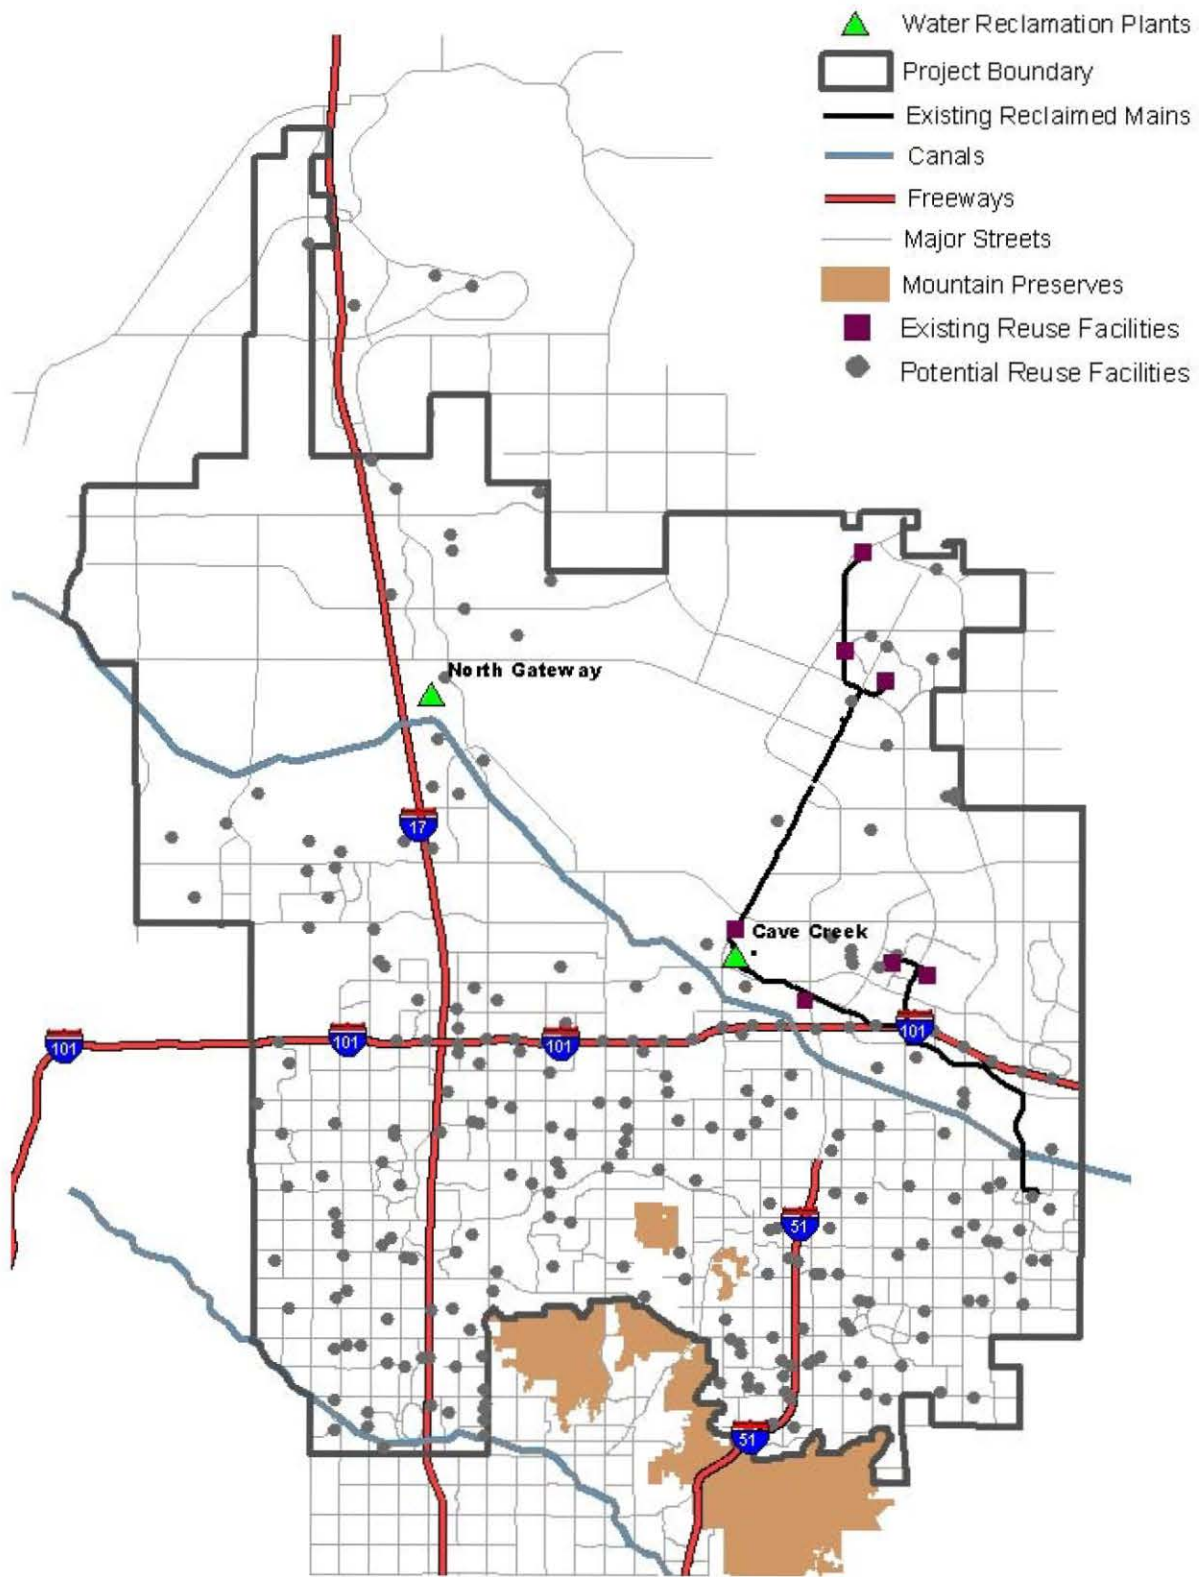 Water Reclamation Plants
Project Boundary
Existing Reclaimed Mains
Canals
Freeways
Major Streets
Mountain Preserves
Existing Reuse Facilities
Potential Reuse Facilities
North Gateway
17
Cave Creek
101
101
101
101
51
51